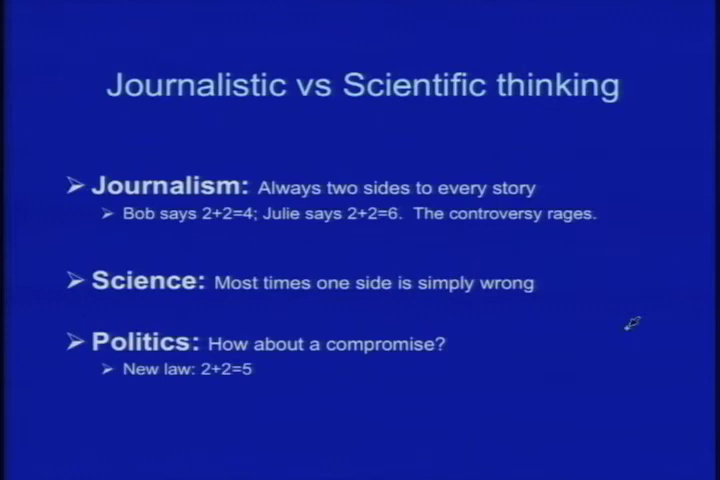 Journalistic vs Scientific thinking
Journalism: Always two sides to every story
Bob says 2+2=4; Julie says 2+2=6. The controversy rages.
Science: Most times one side is simply wrong
Politics: How about a compromise?
New law: 2+2=5